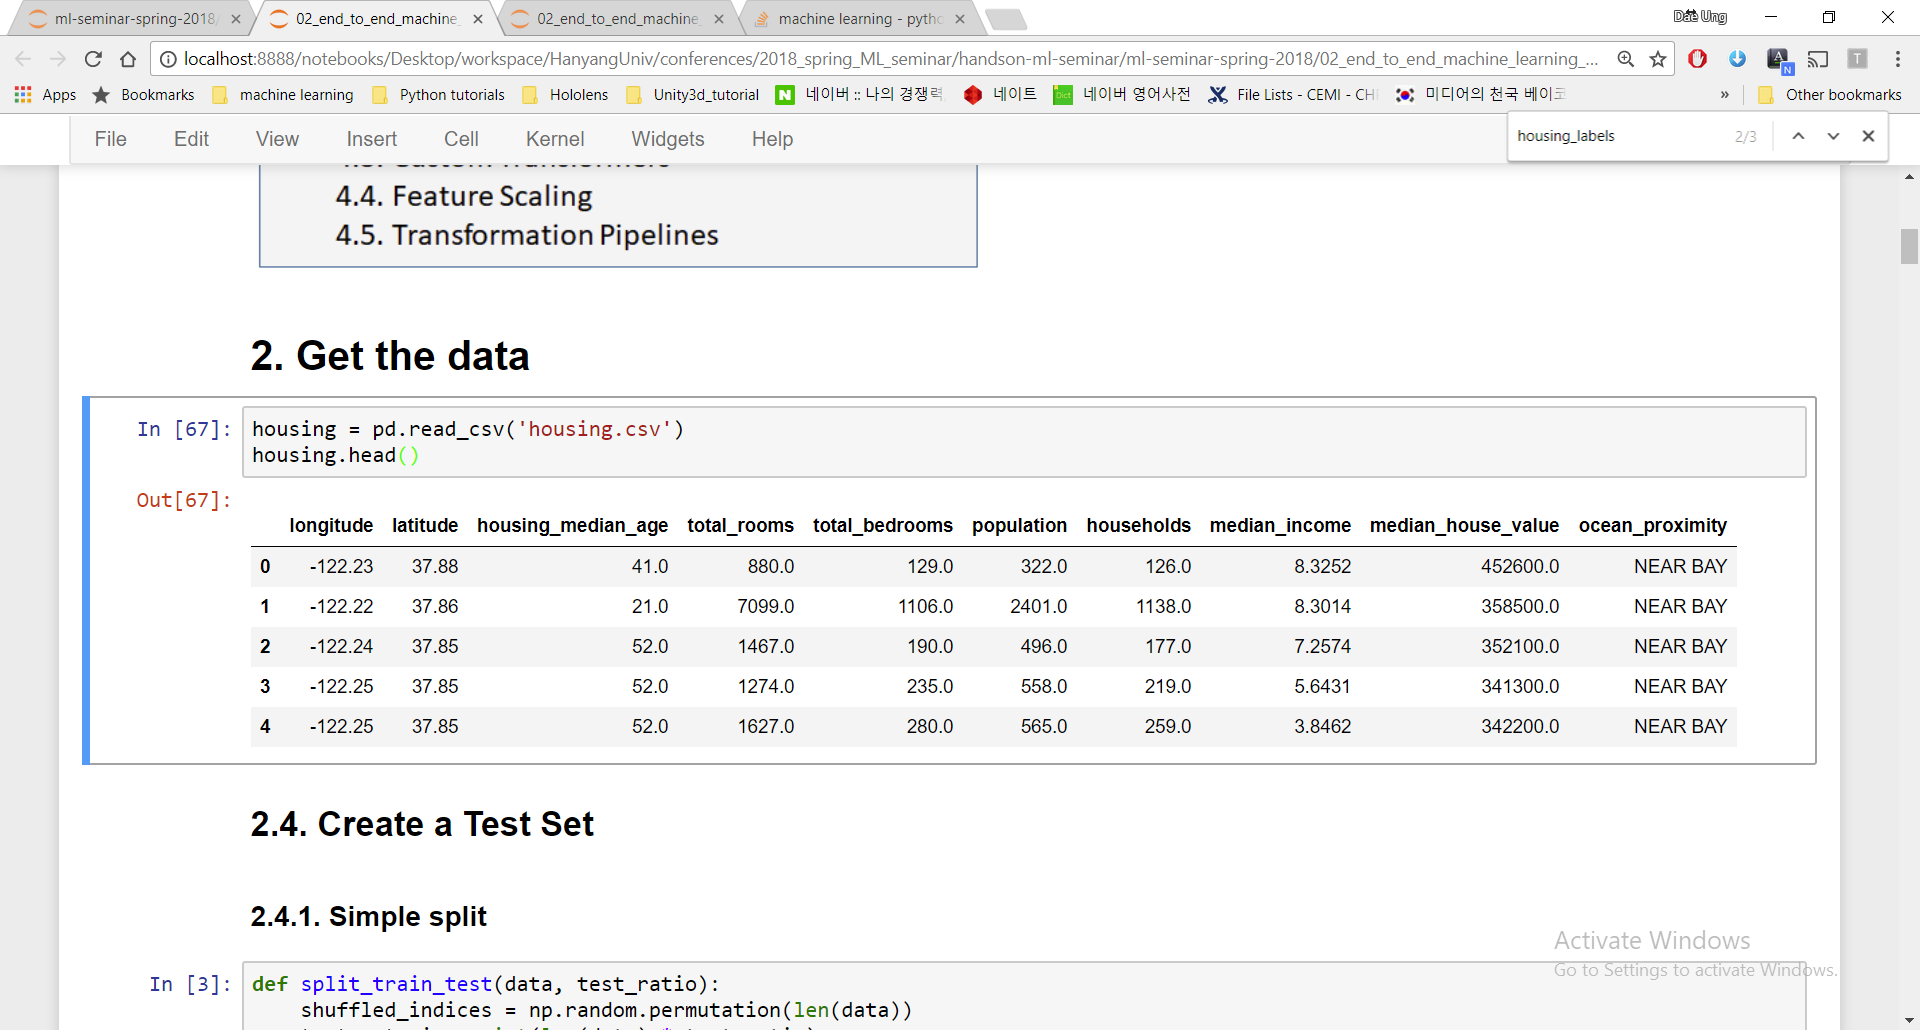 ml-seminar-spring-2018/
02_end_to_end_machine_
02_end_to_end_machine_
machine learning - pytho
Dae Ung
localhost:8888/notebooks/Desktop/workspace/HanyangUniv/conferences/2018_spring_ML_seminar/handson-ml-seminar/ml-seminar-spring-2018/02_end_to_end_machine_learning_...
Apps
Bookmarks
machine learning
Python tutorials
Hololens
Unity3d_tutorial
네이버 :: 나의 경쟁력
네이트
네이버 영어사전
File Lists - CEMI - CH
미디어의 천국 베이코
»
Other bookmarks
File Edit View Insert Cell Kernel Widgets Help
housing_labels 2/3
4.4. Feature Scaling
4.5. Transformation Pipelines
2. Get the data
In [67]: housing = pd.read_csv('housing.csv')
housing.head()
Out[67]:
longitude latitude housing_median_age total_rooms total_bedrooms population households median_income median_house_value ocean_proximity
0 -122.23 37.88 41.0 880.0 129.0 322.0 126.0 8.3252 452600.0 NEAR BAY
1 -122.22 37.86 21.0 7099.0 1106.0 2401.0 1138.0 8.3014 358500.0 NEAR BAY
2 -122.24 37.85 52.0 1467.0 190.0 496.0 177.0 7.2574 352100.0 NEAR BAY
3 -122.25 37.85 52.0 1274.0 235.0 558.0 219.0 5.6431 341300.0 NEAR BAY
4 -122.25 37.85 52.0 1627.0 280.0 565.0 259.0 3.8462 342200.0 NEAR BAY
2.4. Create a Test Set
2.4.1. Simple split
Activate Windows
Go to Settings to activate Windows.
In [3]: def split_train_test(data, test_ratio):
shuffled_indices = np.random.permutation(len(data))